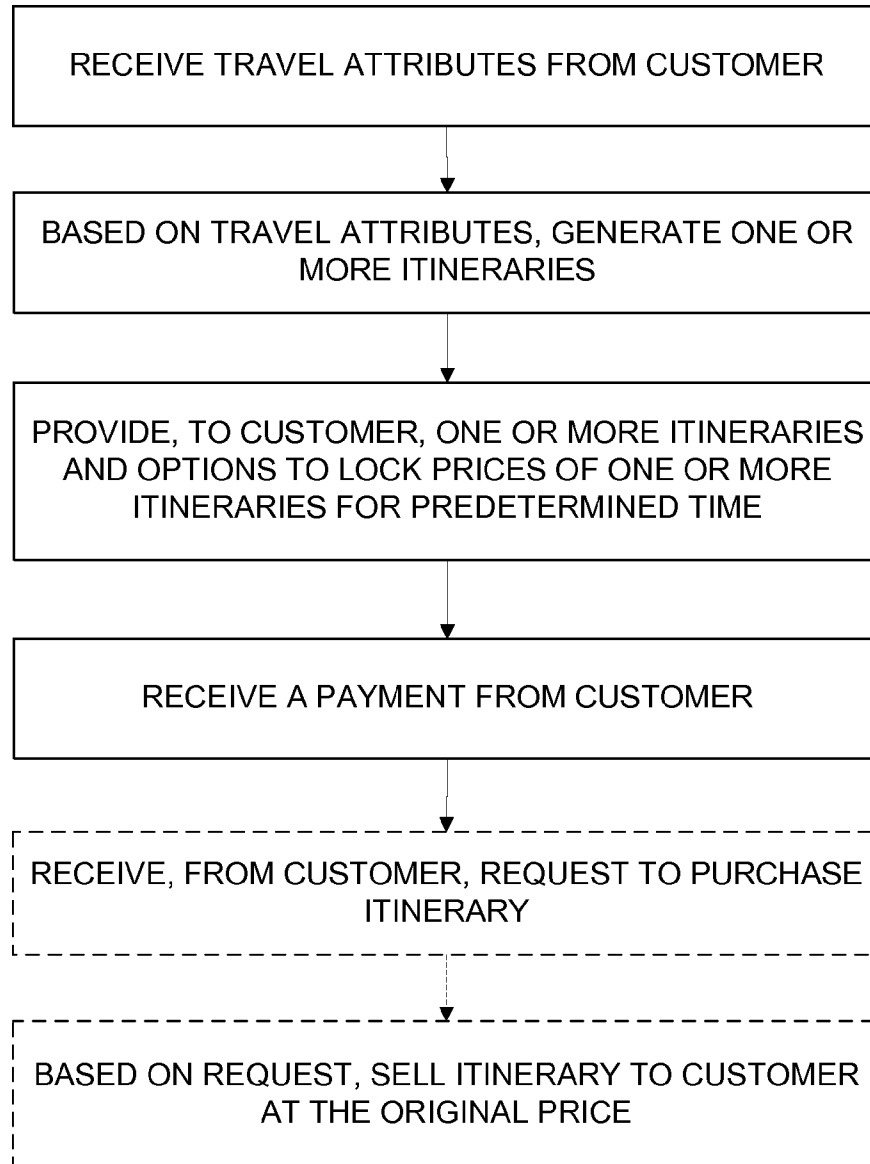 RECEIVE TRAVEL ATTRIBUTES FROM CUSTOMER
BASED ON TRAVEL ATTRIBUTES, GENERATE ONE OR
MORE ITINERARIES
PROVIDE, TO CUSTOMER, ONE OR MORE ITINERARIES
AND OPTIONS TO LOCK PRICES OF ONE OR MORE
ITINERARIES FOR PREDETERMINED TIME
RECEIVE A PAYMENT FROM CUSTOMER
RECEIVE, FROM CUSTOMER, REQUEST TO PURCHASE
ITINERARY
BASED ON REQUEST, SELL ITINERARY TO CUSTOMER
AT THE ORIGINAL PRICE